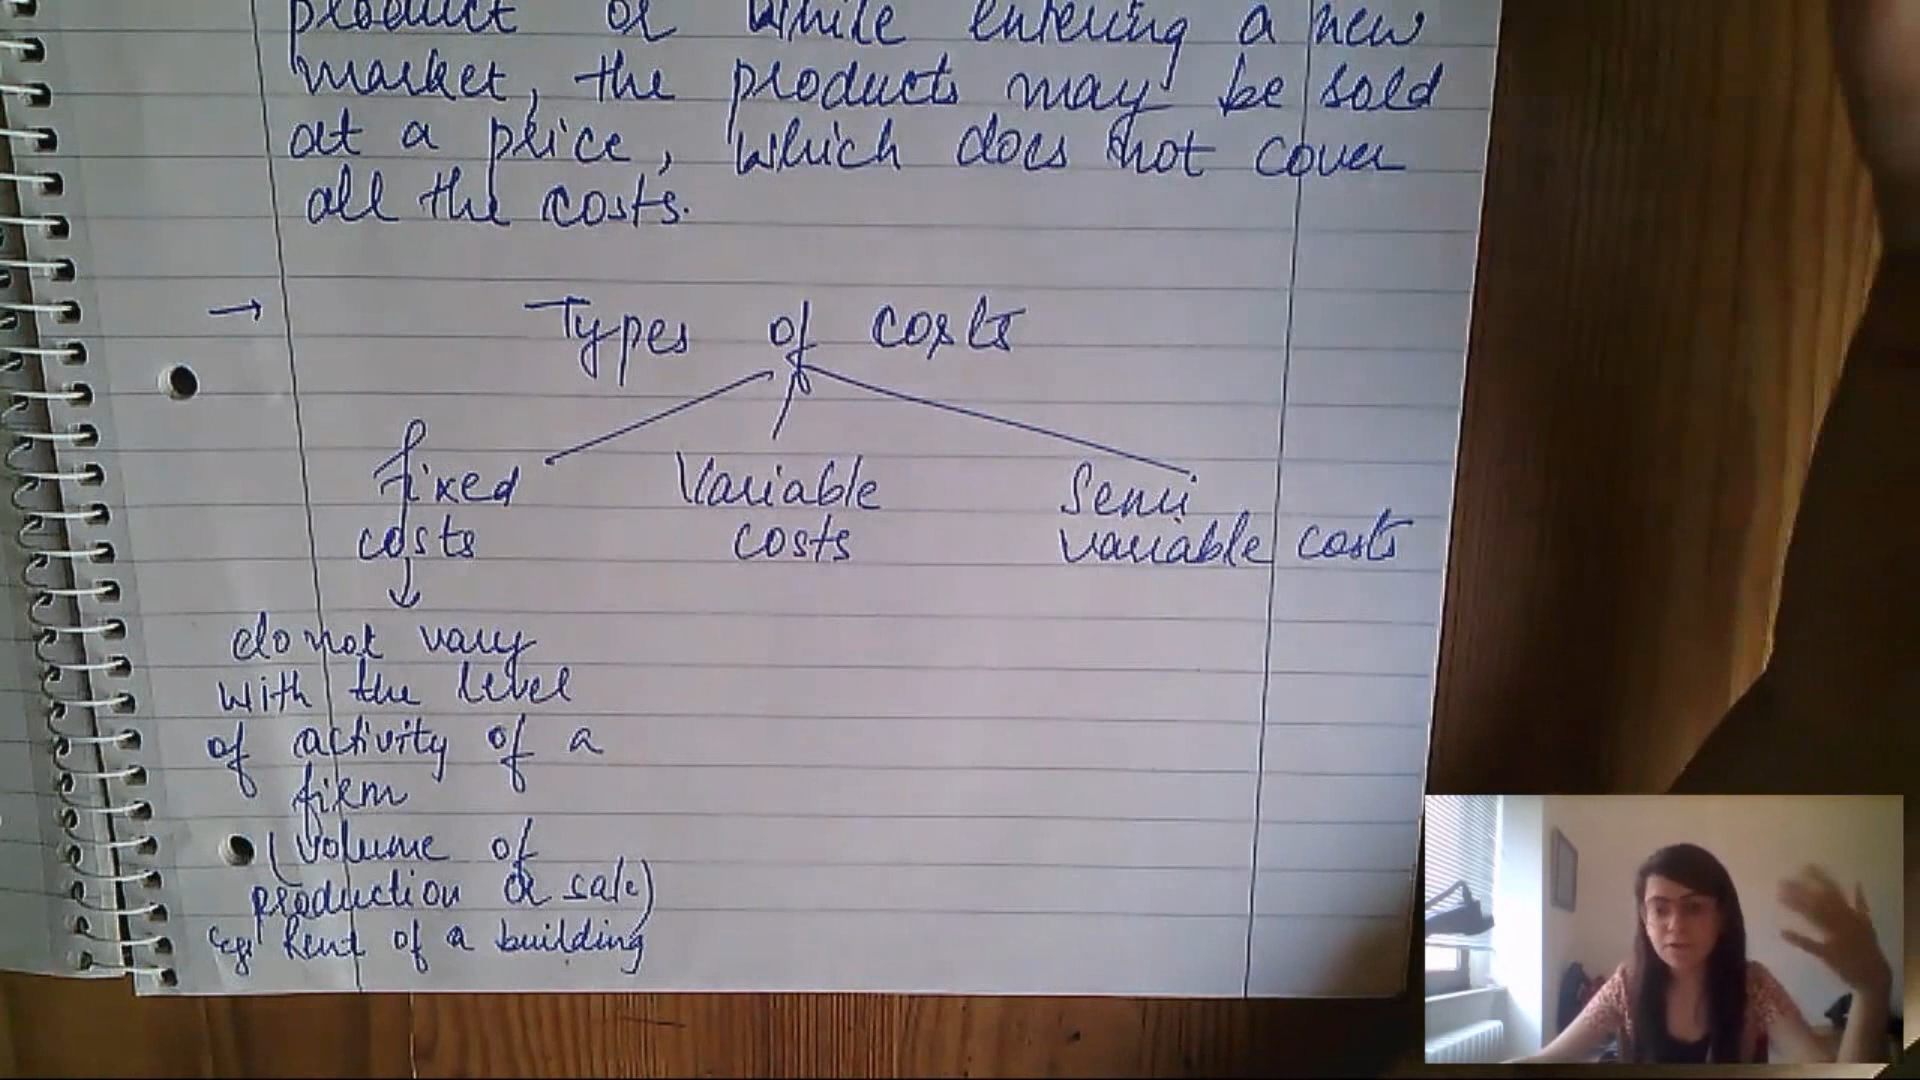 product or while entering a new
market, the products may be sold
at a price, which does not cover
all the costs.
→ Types of costs
fixed costs
Variable costs
Semi variable costs
do not vary
with the level
of activity of a
firm
(volume of
production or sale)
eg: Rent of a building